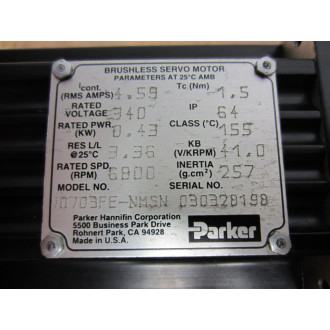 BRUSHLESS SERVO MOTOR
PARAMETERS AT 25°C AMB
Icont. (RMS AMPS) 4.59 Tc.(Nm) 1.5
RATED VOLTAGE 340 IP 64
RATED PWR. (KW) 0.43 CLASS (°C) 155
RES L/L @25°C 3.36 KB (V/KRPM) 41.0
RATED SPD. (RPM) 6800 INERTIA (g.cm²) 257
MODEL NO. SERIAL NO.
J0703FE-NMSN 030328198
Parker Hannifin Corporation
5500 Business Park Drive
Rohnert Park, CA 94928
Made in U.S.A.
Parker